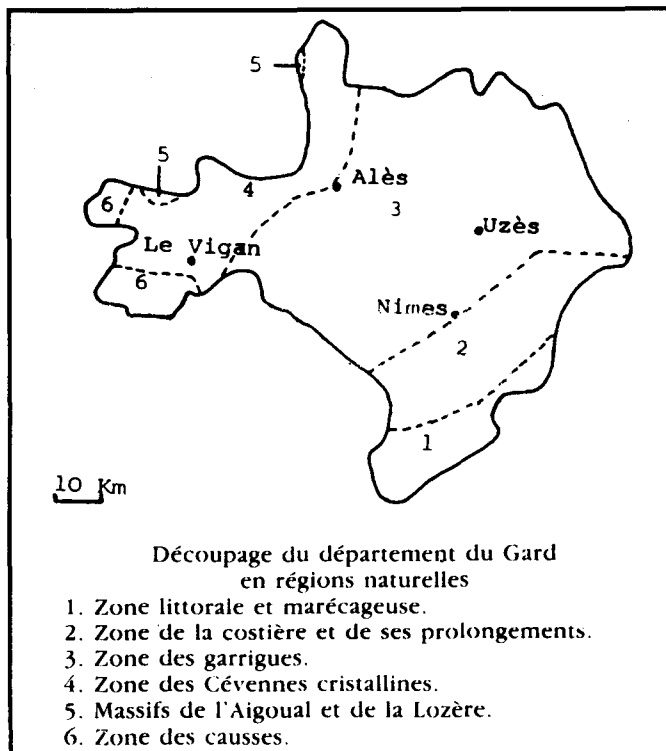 5
5
4
Alès
3
6
Uzès
Le Vigan
6
Nimes
2
1
10 Km
Découpage du département du Gard
en régions naturelles
1. Zone littorale et marécageuse.
2. Zone de la costière et de ses prolongements.
3. Zone des garrigues.
4. Zone des Cévennes cristallines.
5. Massifs de l'Aigoual et de la Lozère.
6. Zone des causses.